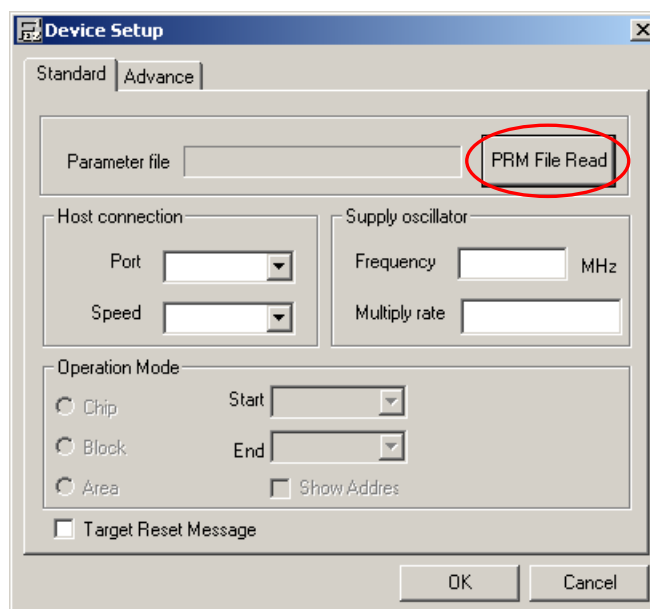 Device Setup
Standard Advance
Parameter file PRM File Read
Host connection Supply oscillator
Port Frequency MHz
Speed Multiply rate
Operation Mode
Chip Start
Block End
Area Show Addres
Target Reset Message
OK Cancel